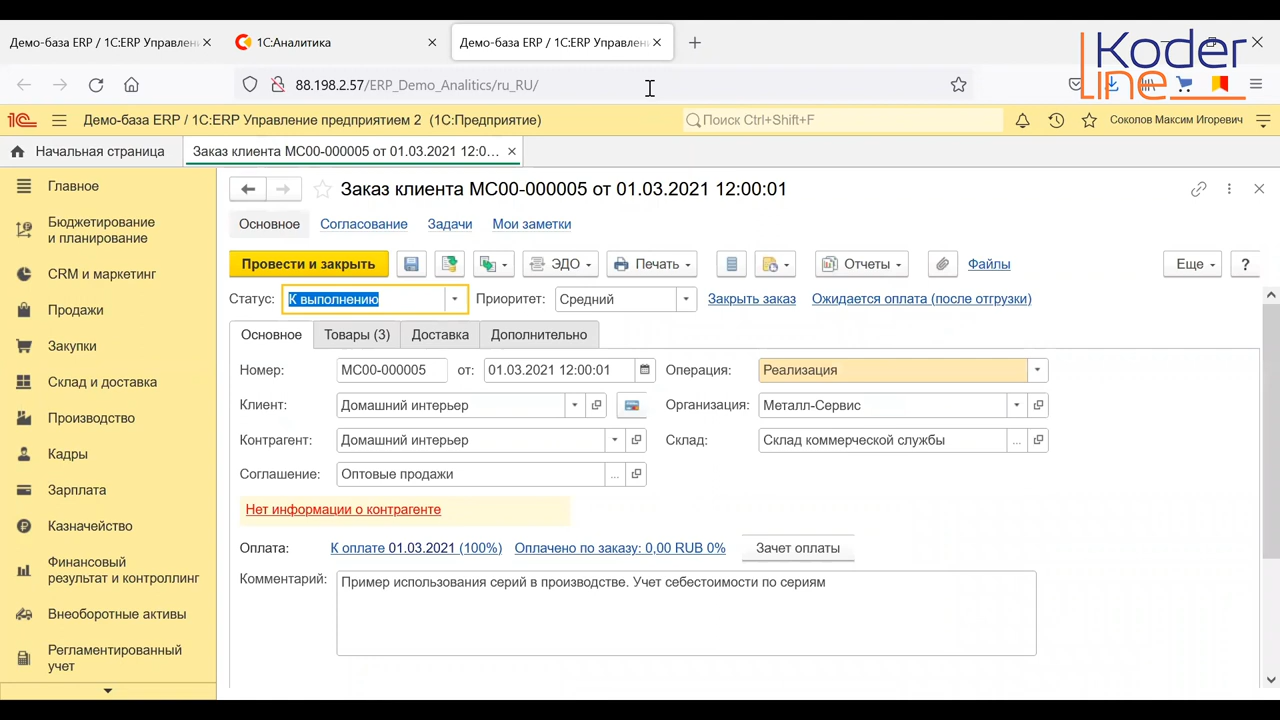 Демо-база ERP / 1С:ERP Управлени
1С:Аналитика
Демо-база ERP / 1С:ERP Управлени
Koder
line
88.198.2.57/ERP_Demo_Analitics/ru_RU/
1С
Демо-база ERP / 1С:ERP Управление предприятием 2 (1С:Предприятие)
Поиск Ctrl+Shift+F
Соколов Максим Игоревич
Начальная страница
Заказ клиента МС00-000005 от 01.03.2021 12:0...
Главное
Бюджетирование
и планирование
CRM и маркетинг
Продажи
Закупки
Склад и доставка
Производство
Кадры
Зарплата
Казначейство
Финансовый
результат и контроллинг
Внеоборотные активы
Регламентированный
учет
Заказ клиента МС00-000005 от 01.03.2021 12:00:01
Основное
Согласование
Задачи
Мои заметки
Провести и закрыть
ЭДО
Печать
Отчеты
Файлы
Еще
?
Статус:
К выполнению
Приоритет:
Средний
Закрыть заказ
Ожидается оплата (после отгрузки)
Основное
Товары (3)
Доставка
Дополнительно
Номер:
МС00-000005
от:
01.03.2021 12:00:01
Операция:
Реализация
Клиент:
Домашний интерьер
Организация:
Металл-Сервис
Контрагент:
Домашний интерьер
Склад:
Склад коммерческой службы
...
Соглашение:
Оптовые продажи
...
Нет информации о контрагенте
Оплата:
К оплате 01.03.2021 (100%)
Оплачено по заказу: 0,00 RUB 0%
Зачет оплаты
Комментарий:
Пример использования серий в производстве. Учет себестоимости по сериям